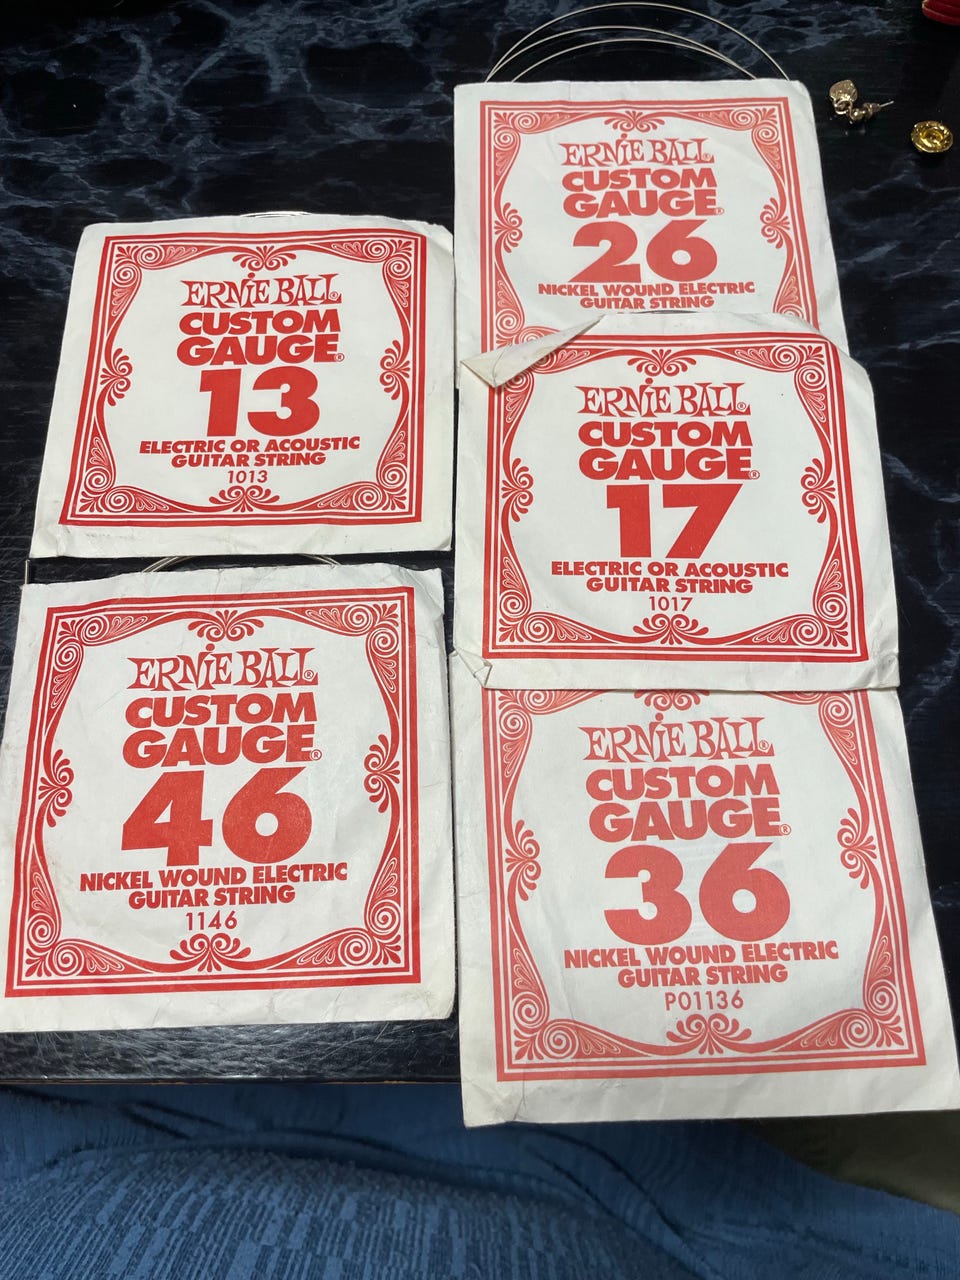 ERNIE BALL®
CUSTOM
GAUGE®
26
NICKEL WOUND ELECTRIC
GUITAR STRING
ERNIE BALL®
CUSTOM
GAUGE®
13
ELECTRIC OR ACOUSTIC
GUITAR STRING
1013
ERNIE BALL®
CUSTOM
GAUGE®
17
ELECTRIC OR ACOUSTIC
GUITAR STRING
1017
ERNIE BALL®
CUSTOM
GAUGE®
46
NICKEL WOUND ELECTRIC
GUITAR STRING
1146
ERNIE BALL®
CUSTOM
GAUGE®
36
NICKEL WOUND ELECTRIC
GUITAR STRING
P01136